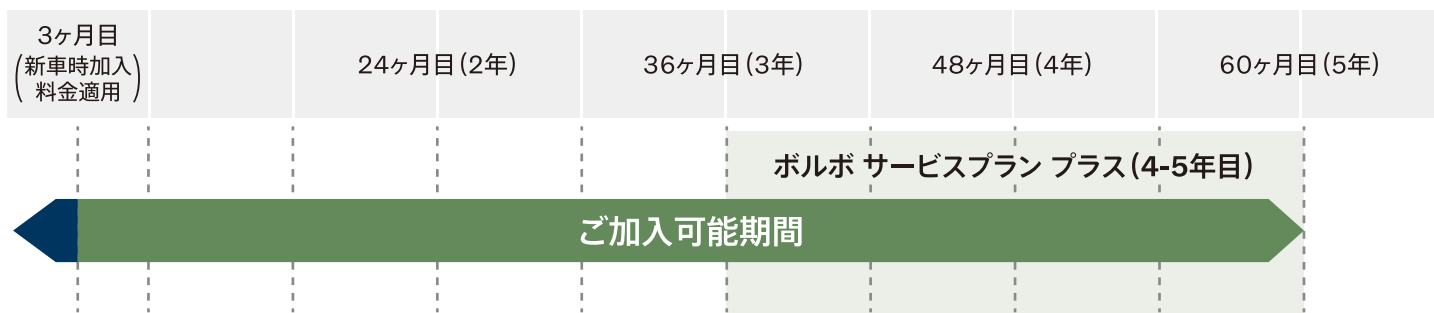 3ヶ月目
(新車時加入
料金適用)
24ヶ月目(2年)
36ヶ月目(3年)
48ヶ月目(4年)
60ヶ月目(5年)
ボルボ サービスプラン プラス(4-5年目)
ご加入可能期間